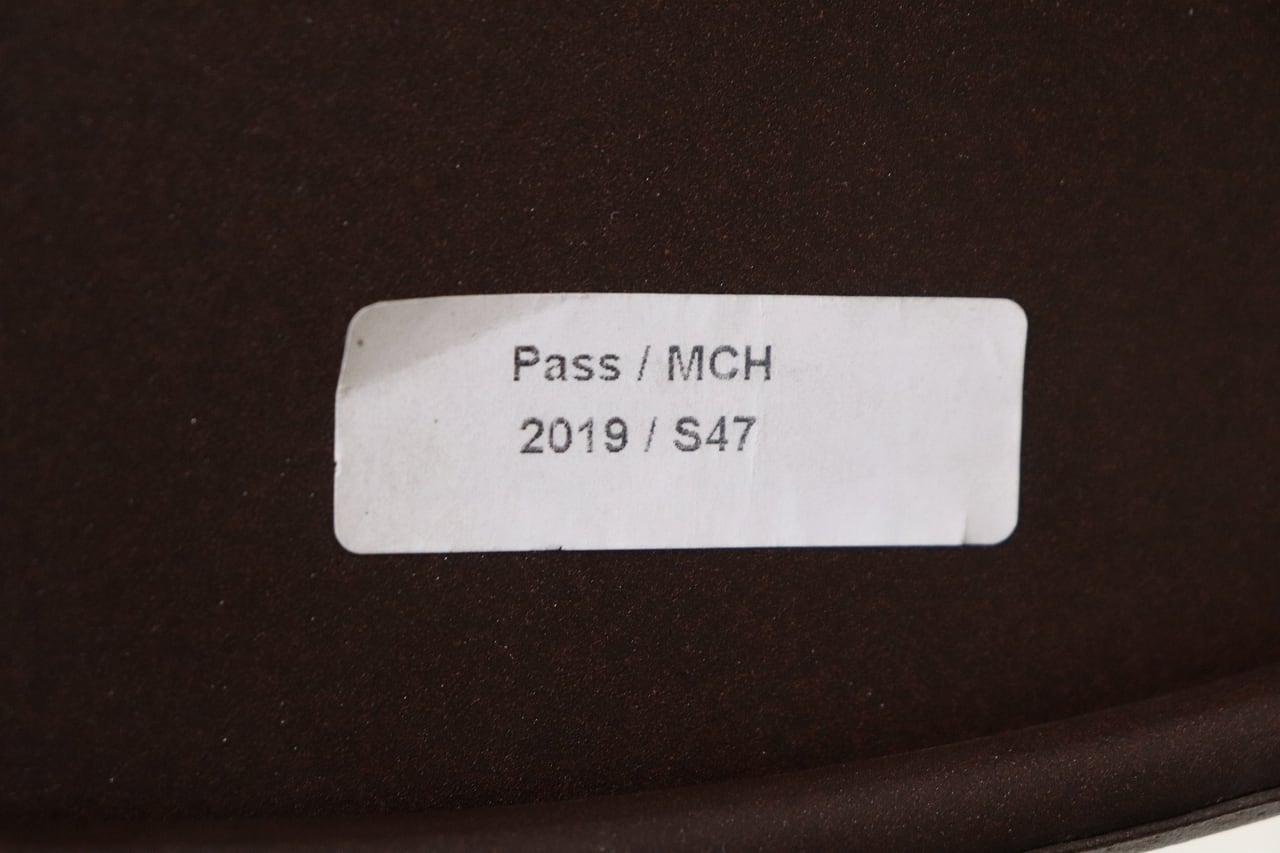 Pass / MCH
2019 / S47